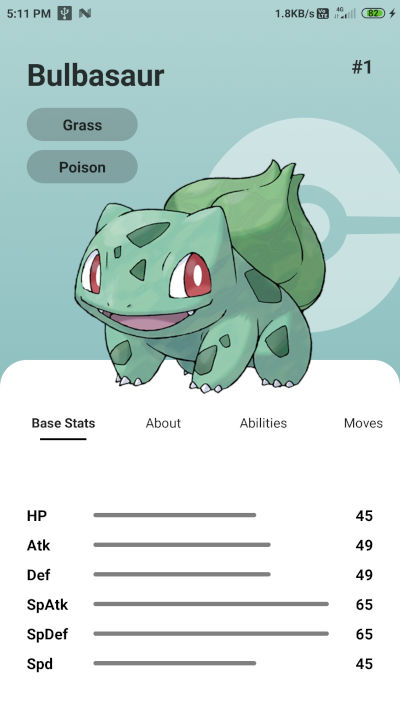 5:11 PM 1.8KB/s 4G 82
Bulbasaur #1
Grass
Poison
Base Stats About Abilities Moves
HP 45
Atk 49
Def 49
SpAtk 65
SpDef 65
Spd 45